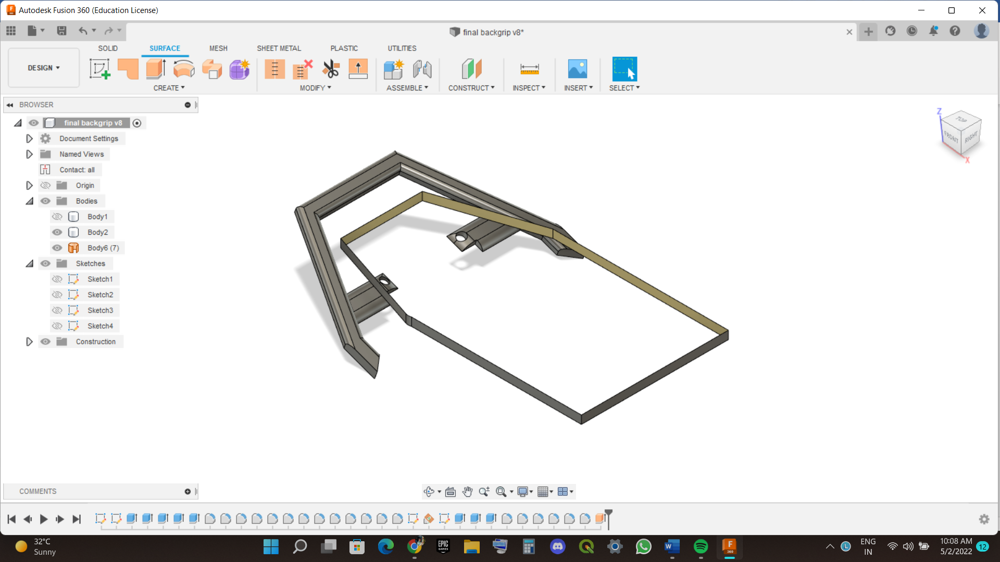 Autodesk Fusion 360 (Education License)
final backgrip v8*
DESIGN
SOLID SURFACE MESH SHEET METAL PLASTIC UTILITIES
CREATE MODIFY ASSEMBLE CONSTRUCT INSPECT INSERT SELECT
BROWSER
final backgrip v8
Document Settings
Named Views
Contact: all
Origin
Bodies
Body1
Body2
Body6 (7)
Sketches
Sketch1
Sketch2
Sketch3
Sketch4
Construction
Z
TOP
FRONT RIGHT
X
COMMENTS
32°C
Sunny
EPIC
GAMES
W
F
360
L
ENG
IN
10:08 AM
5/2/2022
12